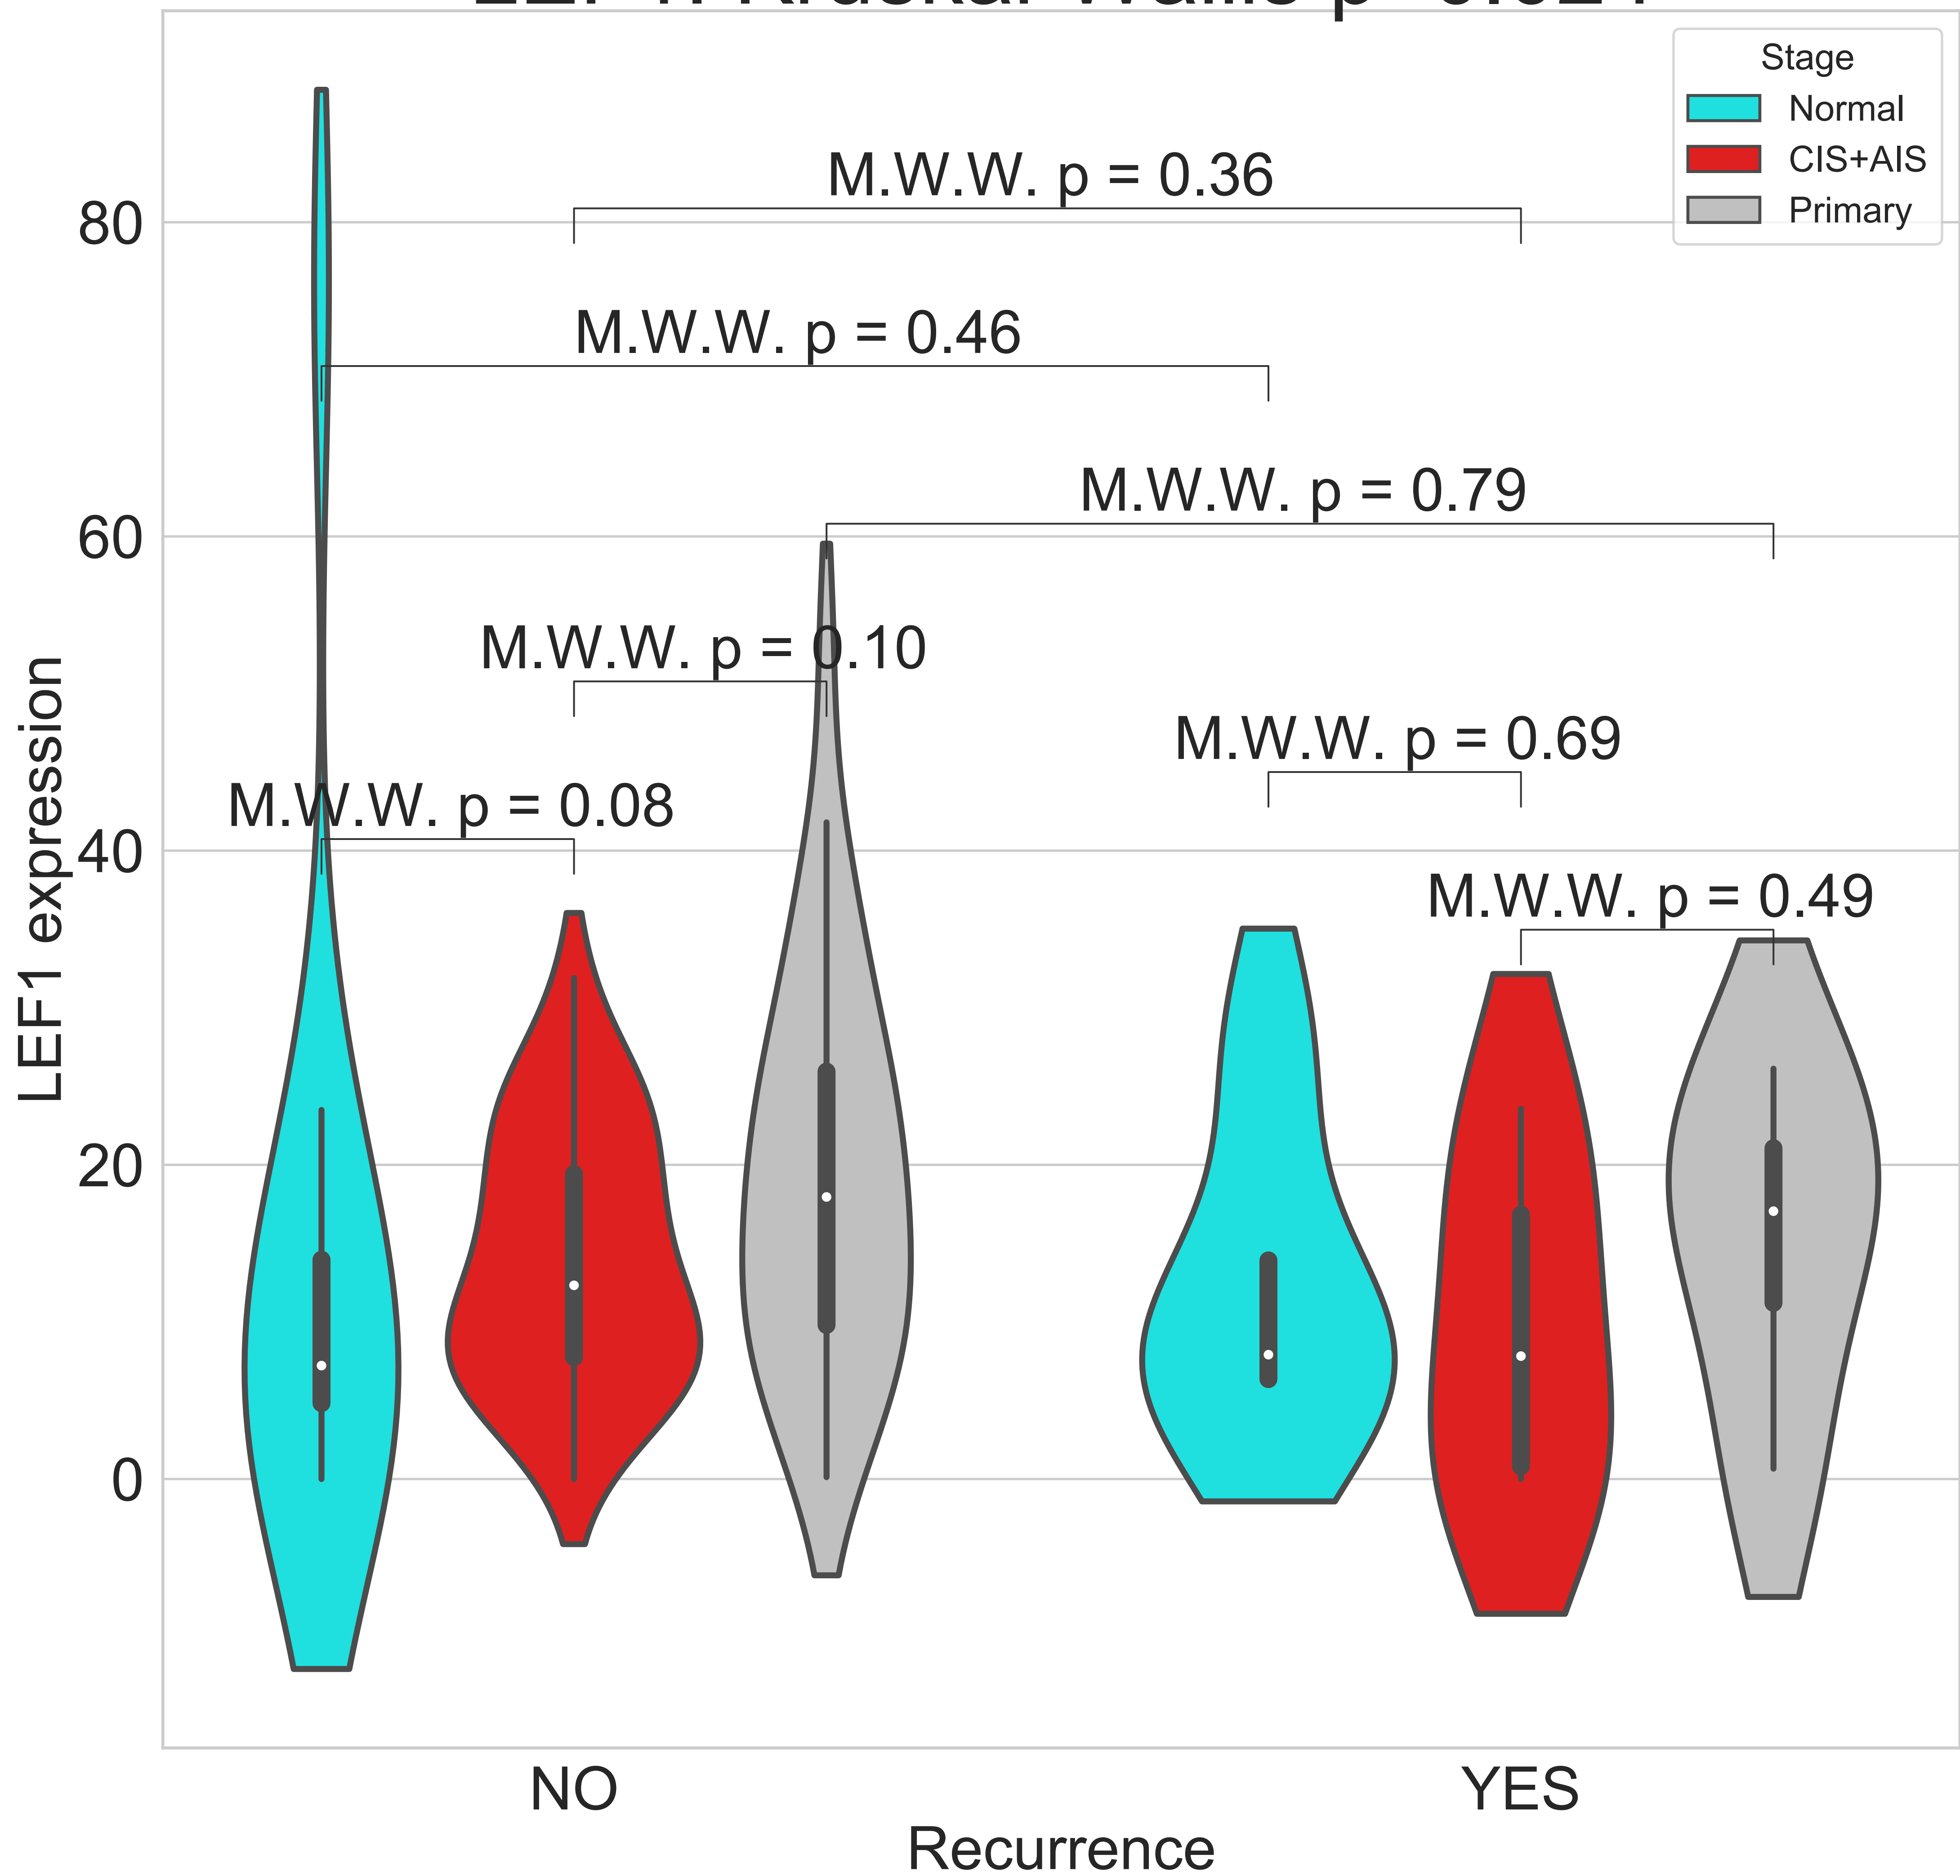 Stage
Normal
CIS+AIS
Primary
M.W.W. p = 0.36
80
M.W.W. p = 0.46
M.W.W. p = 0.79
60
M.W.W. p = 0.10
M.W.W. p = 0.69
M.W.W. p = 0.08
40
M.W.W. p = 0.49
LEF1 expression
20
0
NO
YES
Recurrence